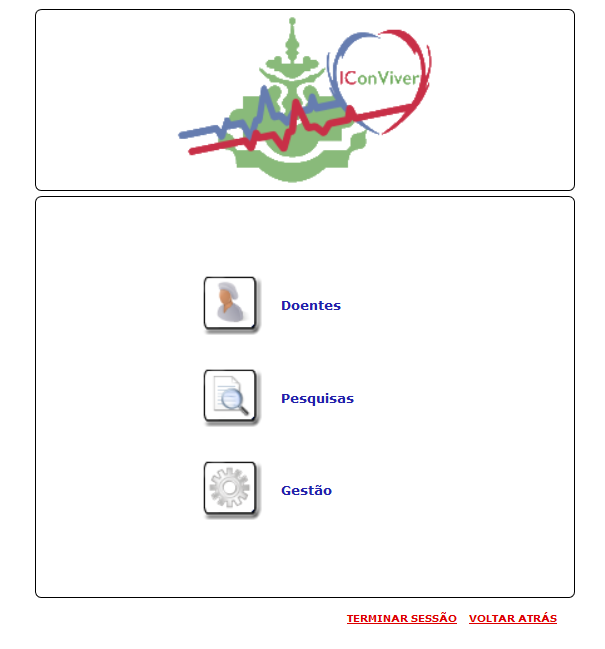 IConViver
Doentes
Pesquisas
Gestão
TERMINAR SESSÃO VOLTAR ATRÁS